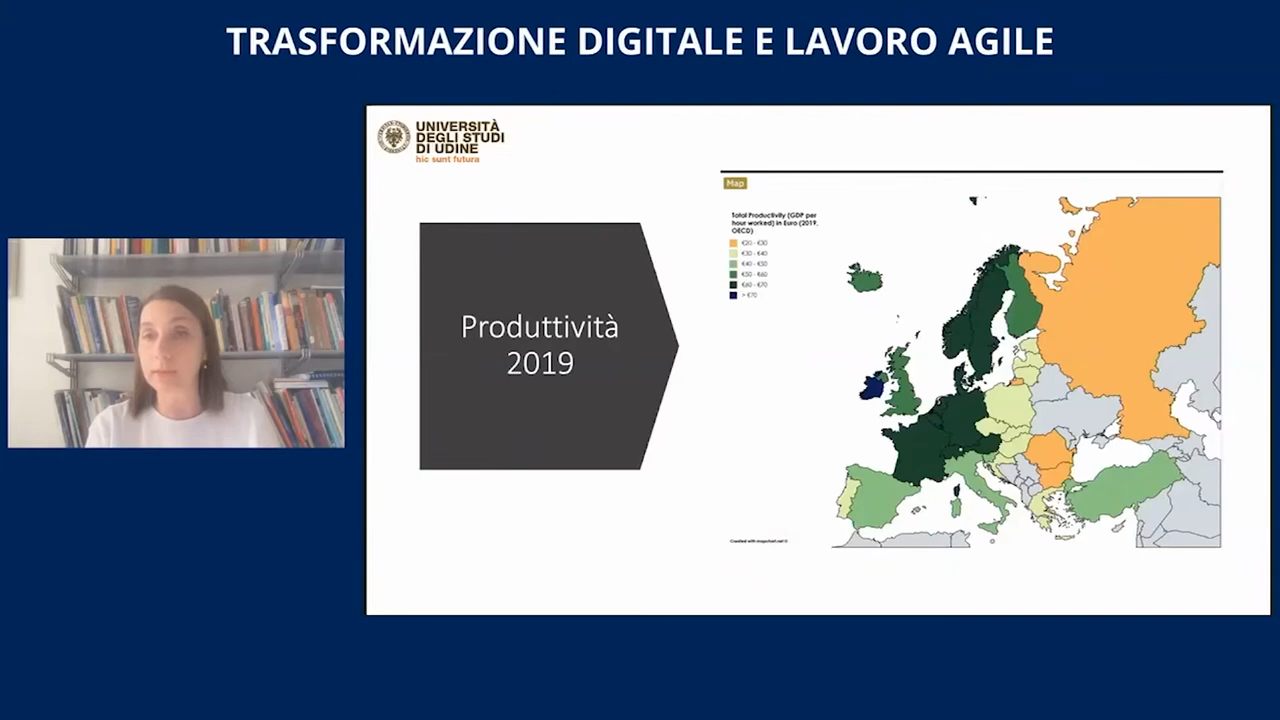 TRASFORMAZIONE DIGITALE E LAVORO AGILE
UNIVERSITÀ
DEGLI STUDI
DI UDINE
hic sunt futura
Produttività
2019
Map
Total Productivity (GDP per
hour worked) in Euro (2019,
OECD)
€20 - €30
€30 - €40
€40 - €50
€50 - €60
€60 - €70
> €70
Created with mapchart.net ©